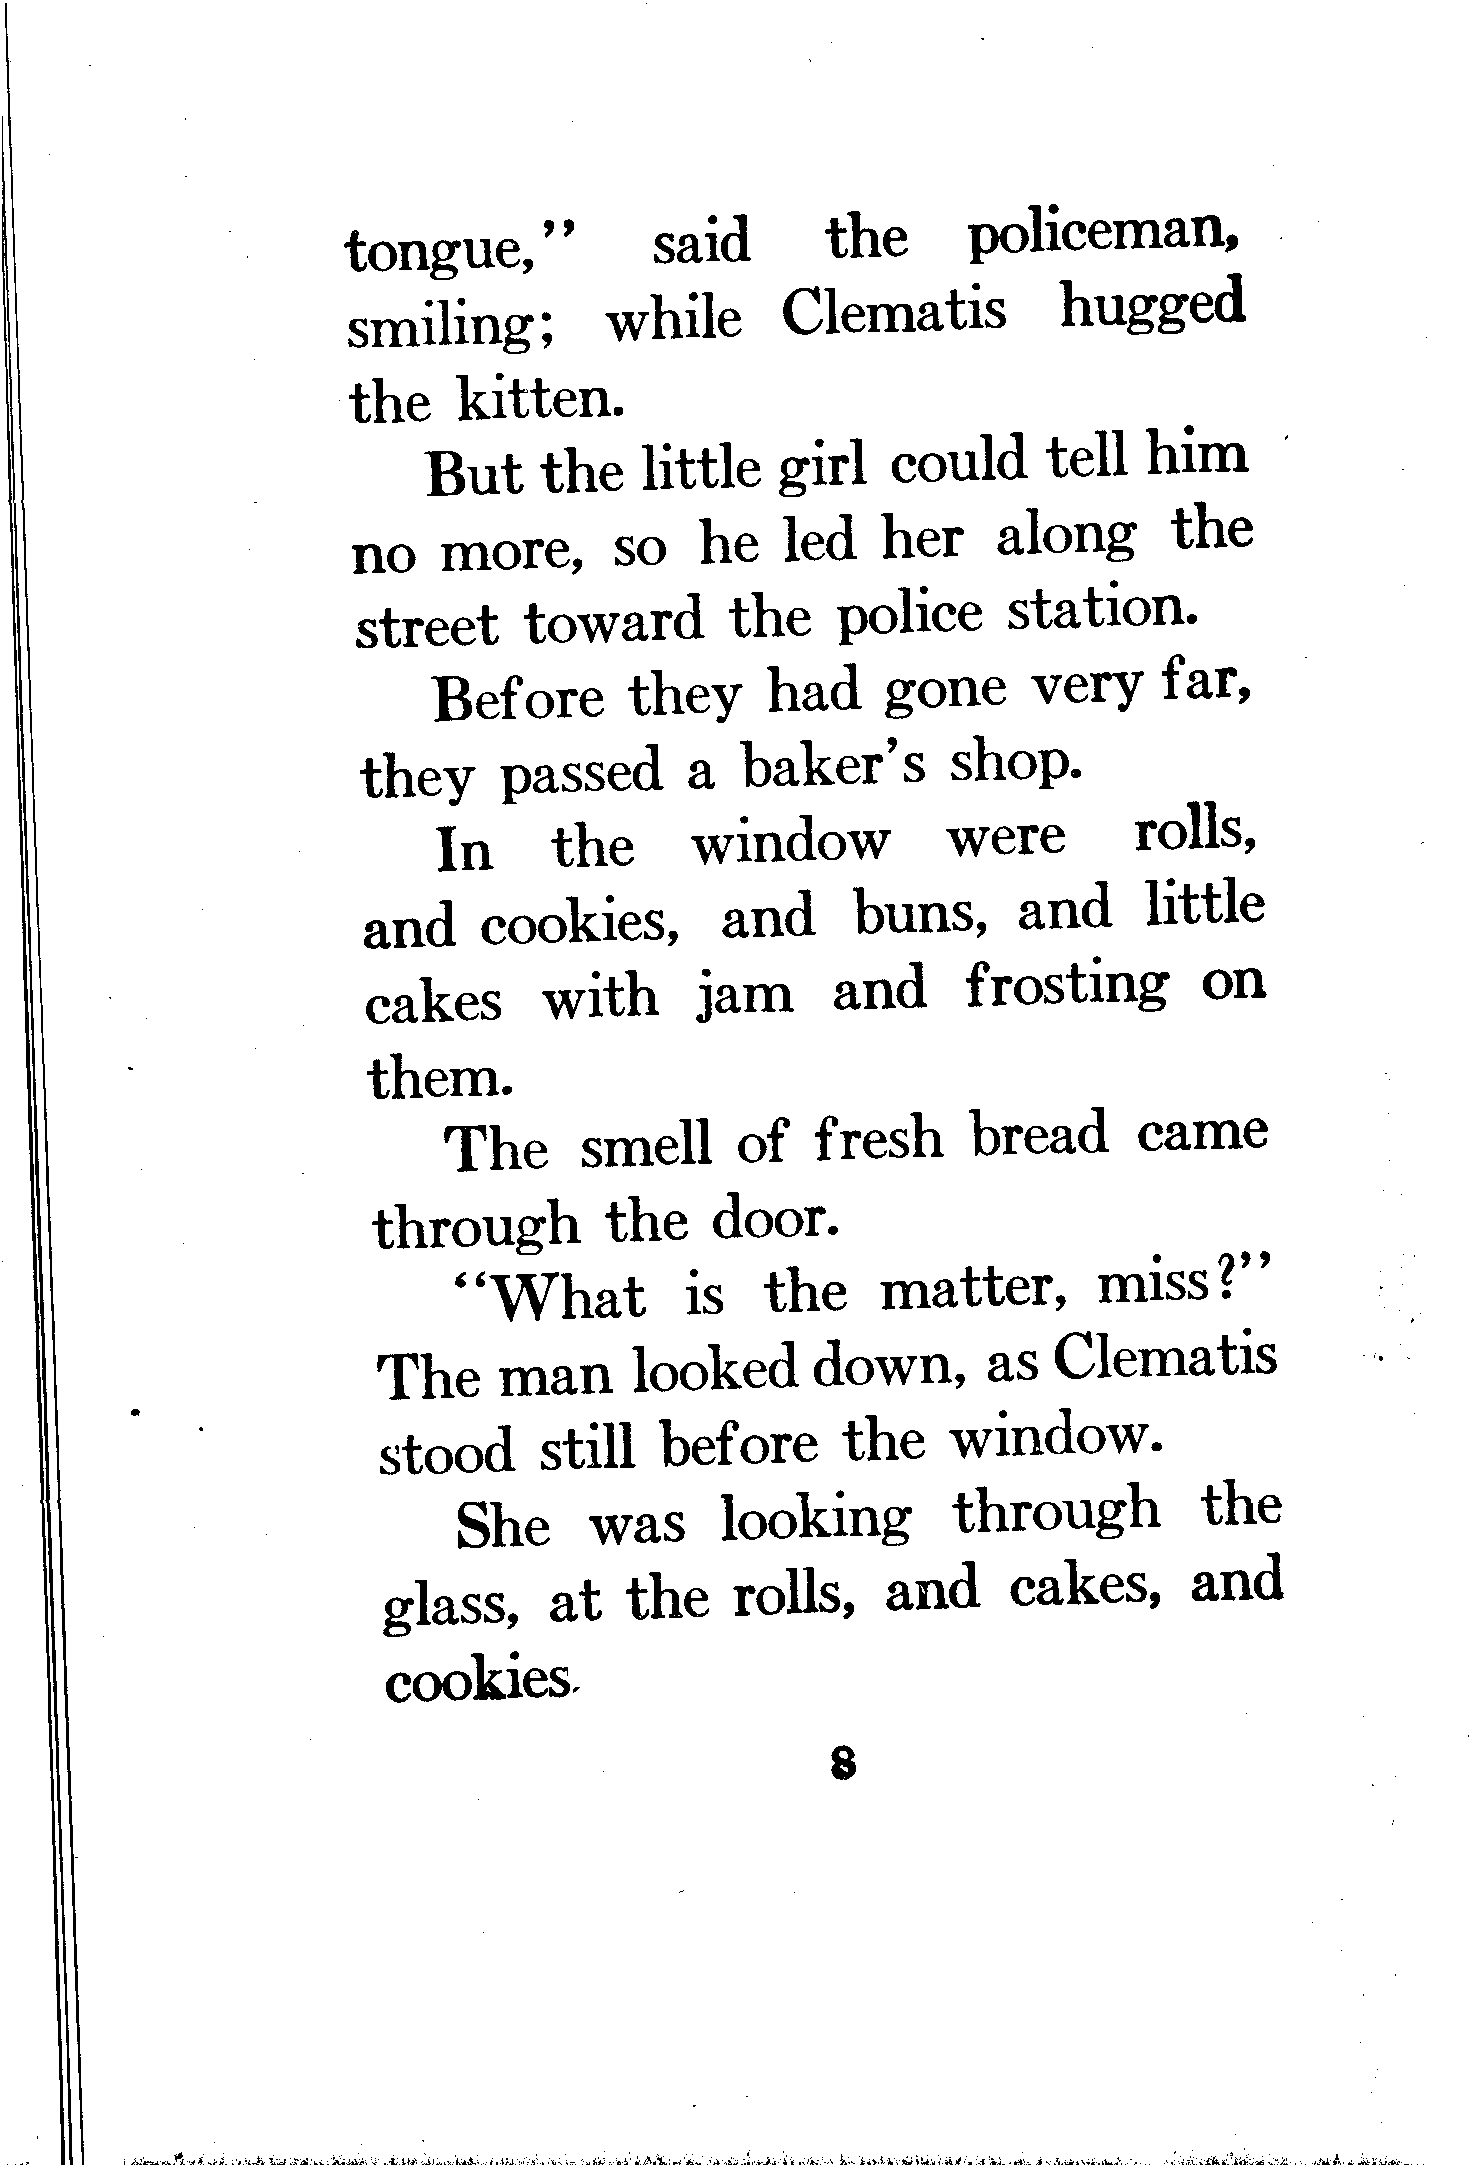 tongue,” said the policeman,
smiling; while Clematis hugged
the kitten.
But the little girl could tell him
no more, so he led her along the
street toward the police station.
Before they had gone very far,
they passed a baker’s shop.
In the window were rolls,
and cookies, and buns, and little
cakes with jam and frosting on
them.
The smell of fresh bread came
through the door.
“What is the matter, miss?”
The man looked down, as Clematis
stood still before the window.
She was looking through the
glass, at the rolls, and cakes, and
cookies.
8